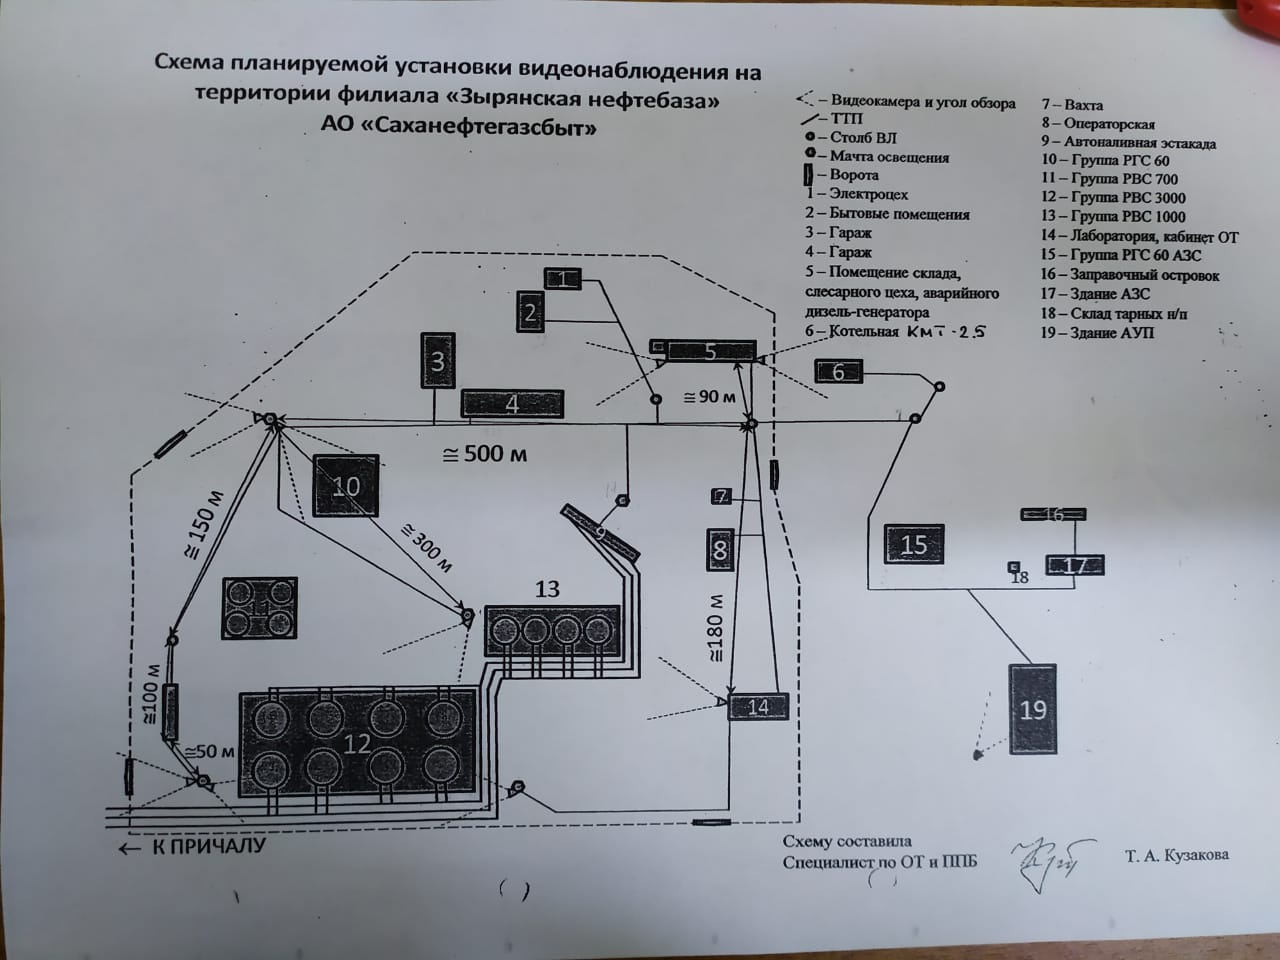 Схема планируемой установки видеонаблюдения на
территории филиала «Зырянская нефтебаза»
АО «Саханефтегазсбыт»
– Видеокамера и угол обзора
– ТТП
– Столб ВЛ
– Мачта освещения
– Ворота
1 – Электроцех
2 – Бытовые помещения
3 – Гараж
4 – Гараж
5 – Помещение склада,
слесарного цеха, аварийного
дизель-генератора
6 – Котельная КМТ-2.5
7 – Вахта
8 – Операторская
9 – Автоналивная эстакада
10 – Группа РГС 60
11 – Группа РВС 700
12 – Группа РВС 3000
13 – Группа РВС 1000
14 – Лаборатория, кабинет ОТ
15 – Группа РГС 60 АЗС
16 – Заправочный островок
17 – Здание АЗС
18 – Склад тарных н/п
19 – Здание АУП
1
2
3
4
5
6
≅ 90 м
≅ 500 м
10
≅ 150 м
≅ 300 м
7
8
9
15
16
17
18
11
13
≅180 м
≅100 м
≅50 м
12
14
19
← К ПРИЧАЛУ
Схему составила
Специалист по ОТ и ППБ
Т. А. Кузакова